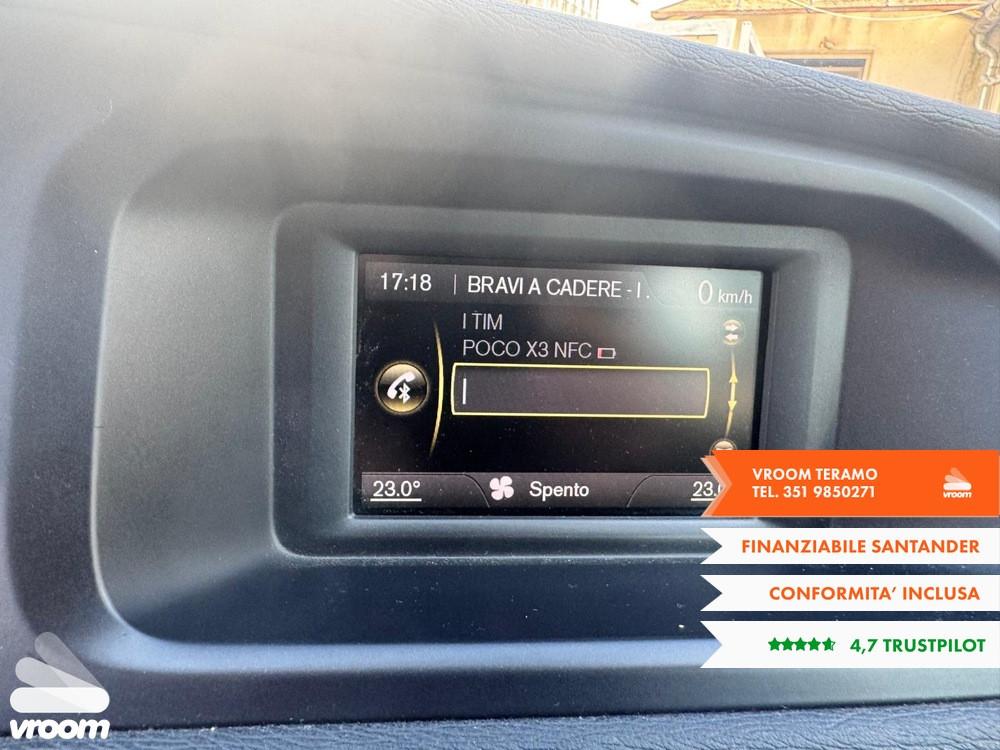 17:18 | BRAVI A CADERE - I . 0 km/h
I TIM
POCO X3 NFC
23.0° Spento 23.
VROOM TERAMO
TEL. 351 9850271
vroom
FINANZIABILE SANTANDER
CONFORMITA' INCLUSA
4,7 TRUSTPILOT
vroom